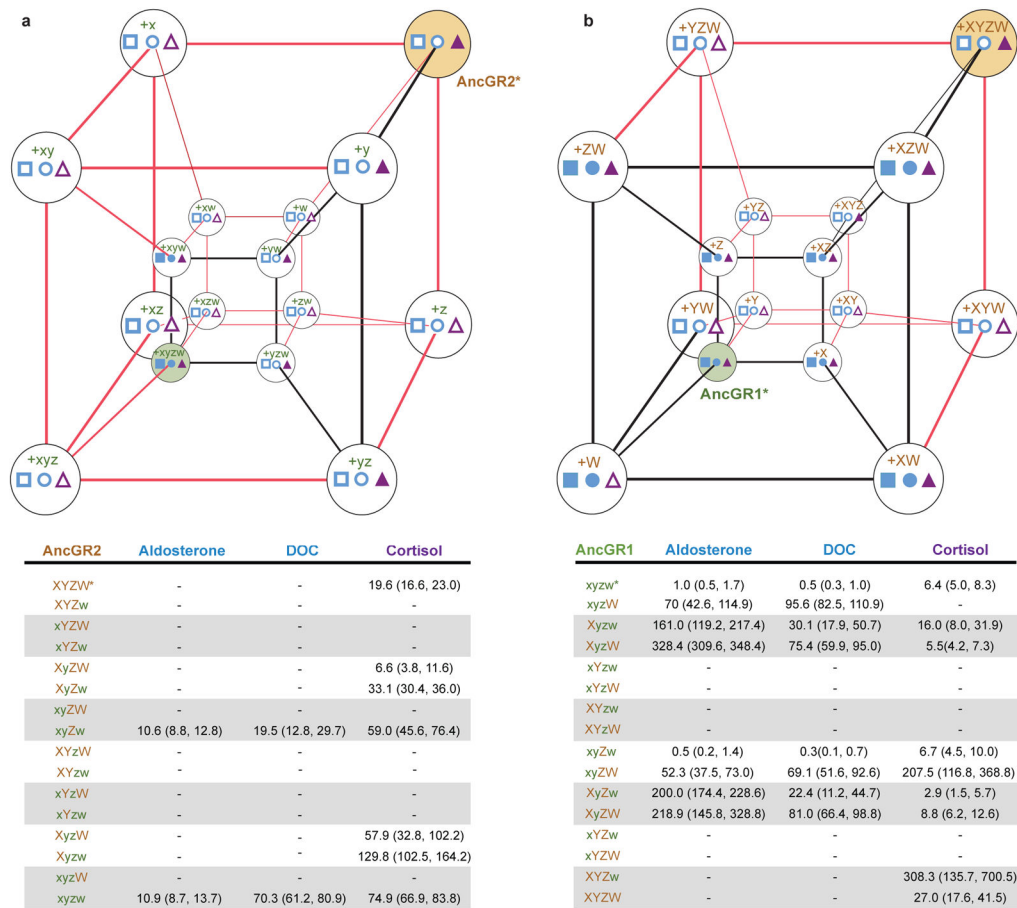 a
b
+x
AncGR2*
+xy
+y
+xw
+w
+xyw
+yw
+xz
+xzw
+zw
+z
+xyzw
+yzw
+xyz
+yz
+YZW
+XYZW
+ZW
+XZW
+YZ
+XYZ
+Z
+XZ
+YW
+Y
+XY
+XYW
+X
AncGR1*
+W
+XW
AncGR2 Aldosterone DOC Cortisol
XYZW* - - 19.6 (16.6, 23.0)
XYZw - - -
xYZW - - -
xYZw - - -
XyZW - - 6.6 (3.8, 11.6)
XyZw - - 33.1 (30.4, 36.0)
xyZW - - -
xyZw 10.6 (8.8, 12.8) 19.5 (12.8, 29.7) 59.0 (45.6, 76.4)
XYzW - - -
XYzw - - -
xYzW - - -
xYzw - - -
XyzW - - 57.9 (32.8, 102.2)
Xyzw - - 129.8 (102.5, 164.2)
xyzW - - -
xyzw 10.9 (8.7, 13.7) 70.3 (61.2, 80.9) 74.9 (66.9, 83.8)
AncGR1 Aldosterone DOC Cortisol
xyzw* 1.0 (0.5, 1.7) 0.5 (0.3, 1.0) 6.4 (5.0, 8.3)
xyzW 70 (42.6, 114.9) 95.6 (82.5, 110.9) -
Xyzw 161.0 (119.2, 217.4) 30.1 (17.9, 50.7) 16.0 (8.0, 31.9)
XyzW 328.4 (309.6, 348.4) 75.4 (59.9, 95.0) 5.5(4.2, 7.3)
xYzw - - -
xYzW - - -
XYzw - - -
XYzW - - -
xyZw 0.5 (0.2, 1.4) 0.3(0.1, 0.7) 6.7 (4.5, 10.0)
xyZW 52.3 (37.5, 73.0) 69.1 (51.6, 92.6) 207.5 (116.8, 368.8)
XyZw 200.0 (174.4, 228.6) 22.4 (11.2, 44.7) 2.9 (1.5, 5.7)
XyZW 218.9 (145.8, 328.8) 81.0 (66.4, 98.8) 8.8 (6.2, 12.6)
xYZw - - -
xYZW - - -
XYZw - - 308.3 (135.7, 700.5)
XYZW - - 27.0 (17.6, 41.5)